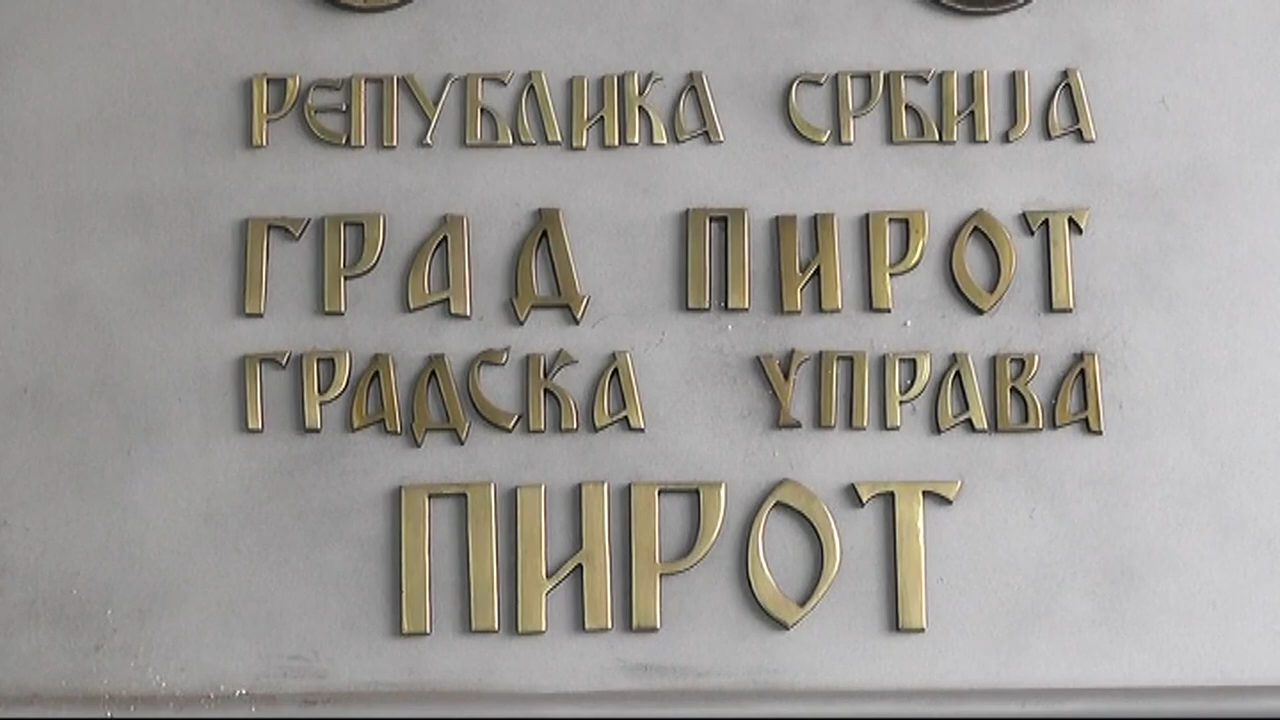 РЕПУБЛИКА СРБИЈА
ГРАД ПИРОТ
ГРАДСКА УПРАВА
ПИРОТ